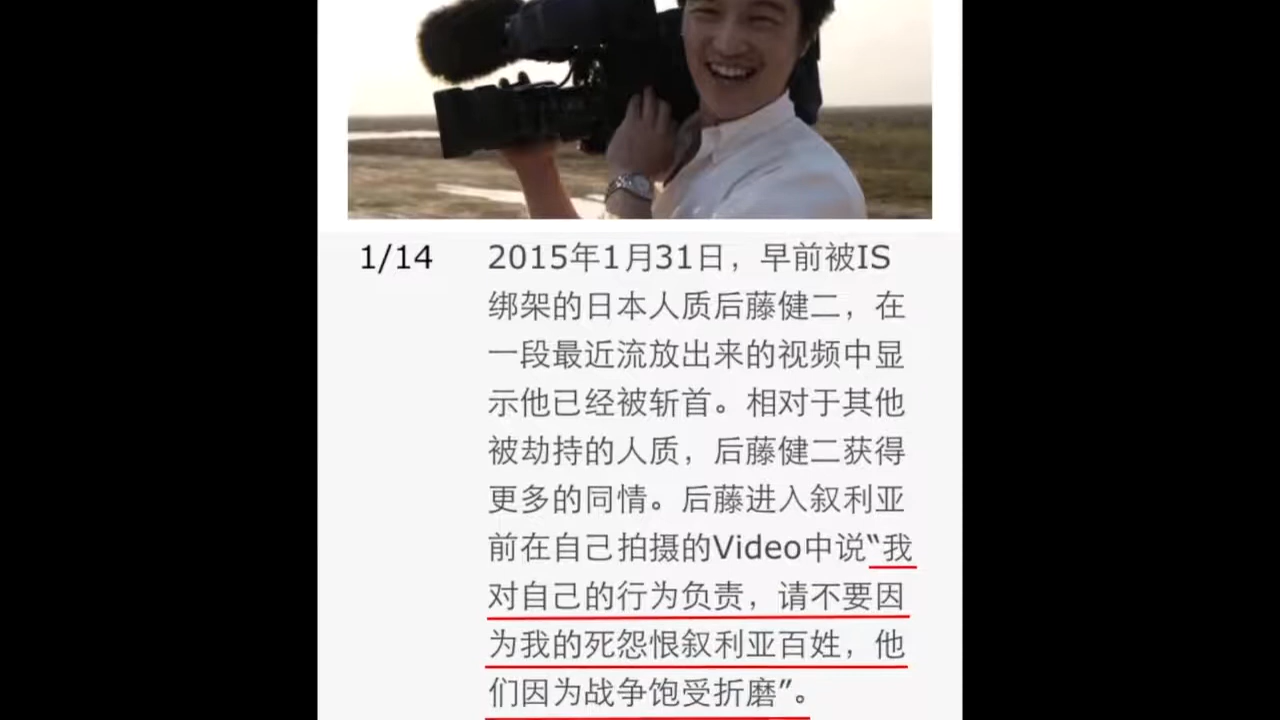 1/14
2015年1月31日，早前被IS
绑架的日本人质后藤健二，在
一段最近流放出来的视频中显
示他已经被斩首。相对于其他
被劫持的人质，后藤健二获得
更多的同情。后藤进入叙利亚
前在自己拍摄的Video中说“我
对自己的行为负责，请不要因
为我的死怨恨叙利亚百姓，他
们因为战争饱受折磨”。